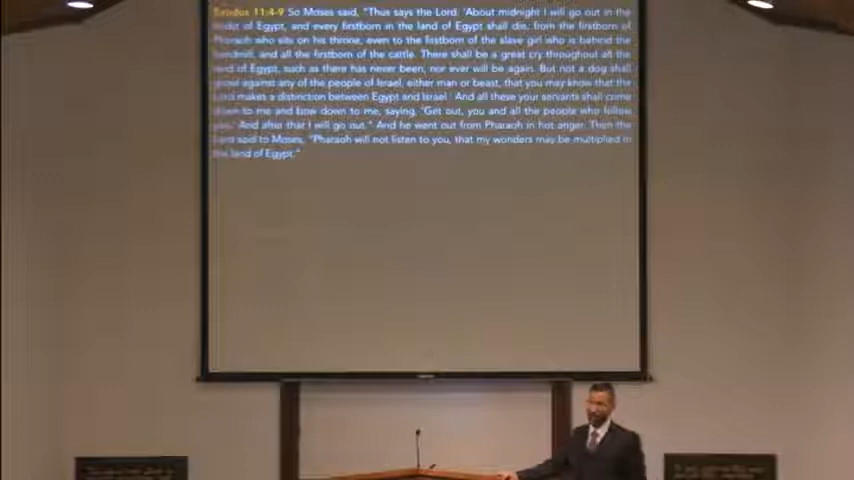 Exodus 11:4-9 So Moses said, "Thus says the Lord, 'About midnight I will go out in the
midst of Egypt, and every firstborn in the land of Egypt shall die, from the firstborn of
Pharaoh who sits on his throne, even to the firstborn of the slave girl who is behind the
handmill, and all the firstborn of the cattle. There shall be a great cry throughout all the
land of Egypt, such as there has never been, nor ever will be again. But not a dog shall
growl against any of the people of Israel, either man or beast, that you may know that the
Lord makes a distinction between Egypt and Israel.' And all these your servants shall come
down to me and bow down to me, saying, 'Get out, you and all the people who follow
you.' And after that I will go out." And he went out from Pharaoh in hot anger. Then the
Lord said to Moses, "Pharaoh will not listen to you, that my wonders may be multiplied in
the land of Egypt."